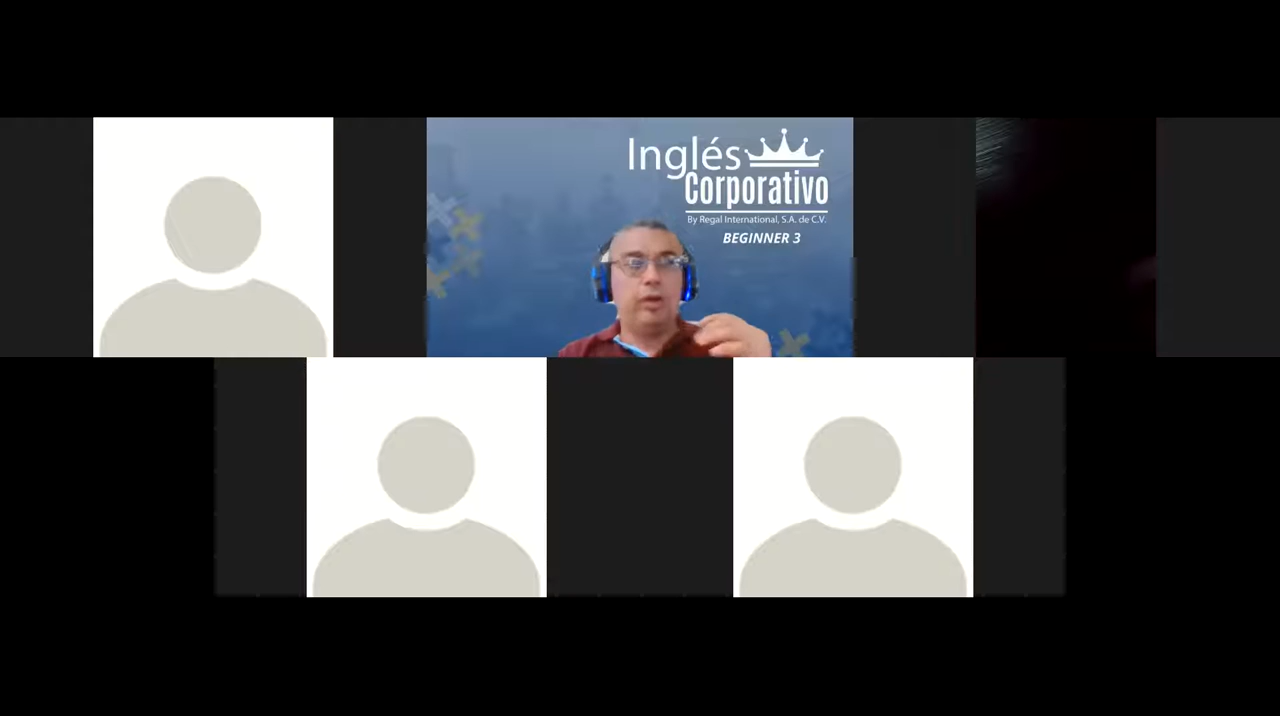 Inglés
Corporativo
By Regal International, S.A. de C.V.
BEGINNER 3